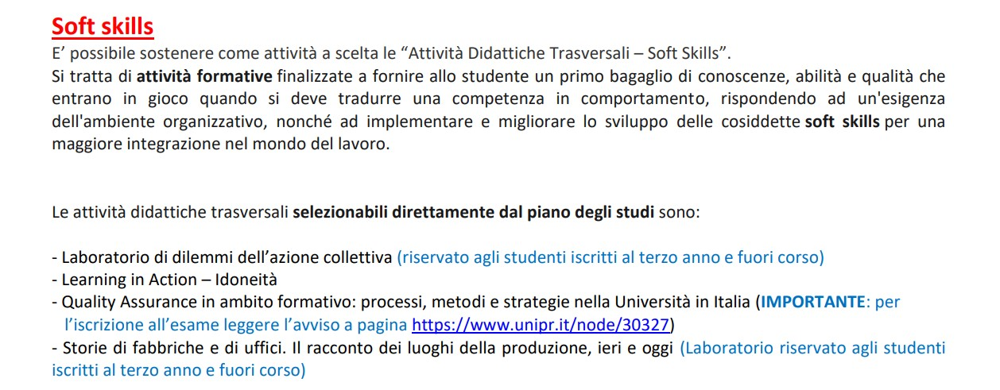 Soft skills
E’ possibile sostenere come attività a scelta le “Attività Didattiche Trasversali – Soft Skills”.
Si tratta di attività formative finalizzate a fornire allo studente un primo bagaglio di conoscenze, abilità e qualità che
entrano in gioco quando si deve tradurre una competenza in comportamento, rispondendo ad un'esigenza
dell'ambiente organizzativo, nonché ad implementare e migliorare lo sviluppo delle cosiddette soft skills per una
maggiore integrazione nel mondo del lavoro.
Le attività didattiche trasversali selezionabili direttamente dal piano degli studi sono:
- Laboratorio di dilemmi dell’azione collettiva (riservato agli studenti iscritti al terzo anno e fuori corso)
- Learning in Action – Idoneità
- Quality Assurance in ambito formativo: processi, metodi e strategie nella Università in Italia (IMPORTANTE: per
l’iscrizione all’esame leggere l’avviso a pagina https://www.unipr.it/node/30327)
- Storie di fabbriche e di uffici. Il racconto dei luoghi della produzione, ieri e oggi (Laboratorio riservato agli studenti
iscritti al terzo anno e fuori corso)